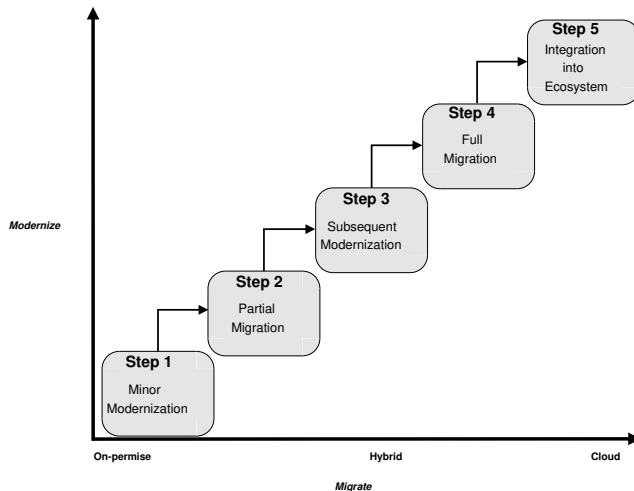 Step 5
Integration
into
Ecosystem
Step 4
Full
Migration
Step 3
Subsequent
Modernization
Modernize
Step 2
Partial
Migration
Step 1
Minor
Modernization
On-permise
Hybrid
Cloud
Migrate